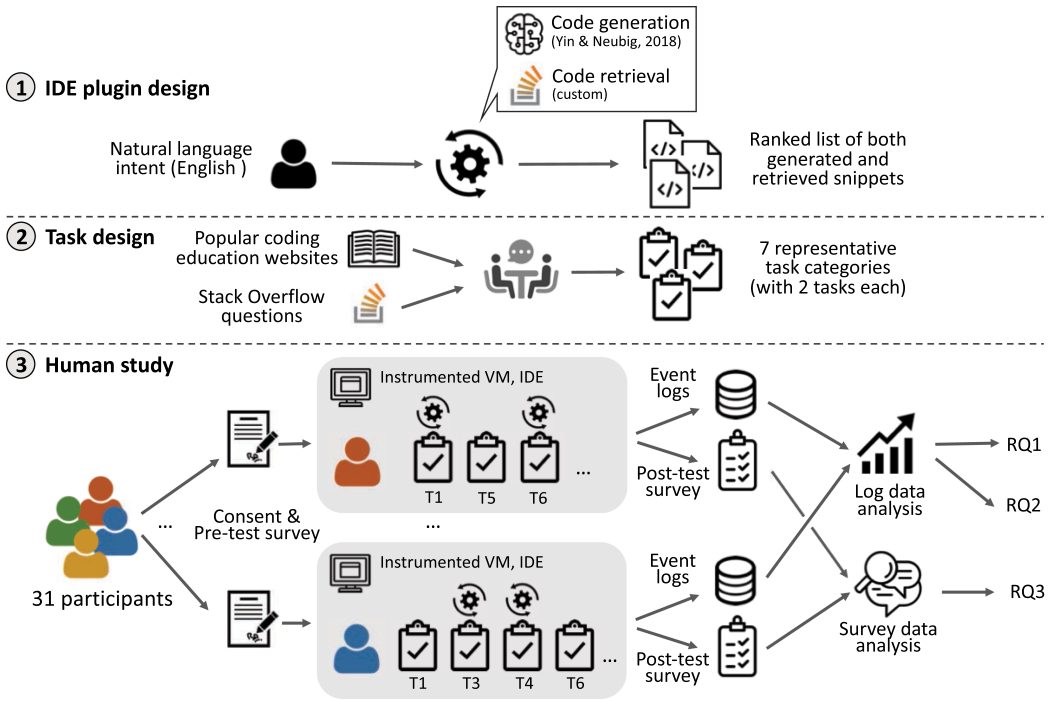 Code generation
(Yin & Neubig, 2018)
Code retrieval
(custom)
1 IDE plugin design
Natural language
intent (English )
Ranked list of both
generated and
retrieved snippets
2 Task design
Popular coding
education websites
Stack Overflow
questions
7 representative
task categories
(with 2 tasks each)
3 Human study
31 participants
...
Consent &
Pre-test survey
Instrumented VM, IDE
T1 T5 T6 ...
...
Instrumented VM, IDE
T1 T3 T4 T6 ...
Event
logs
Post-test
survey
Event
logs
Post-test
survey
Log data
analysis
Survey data
analysis
RQ1
RQ2
RQ3